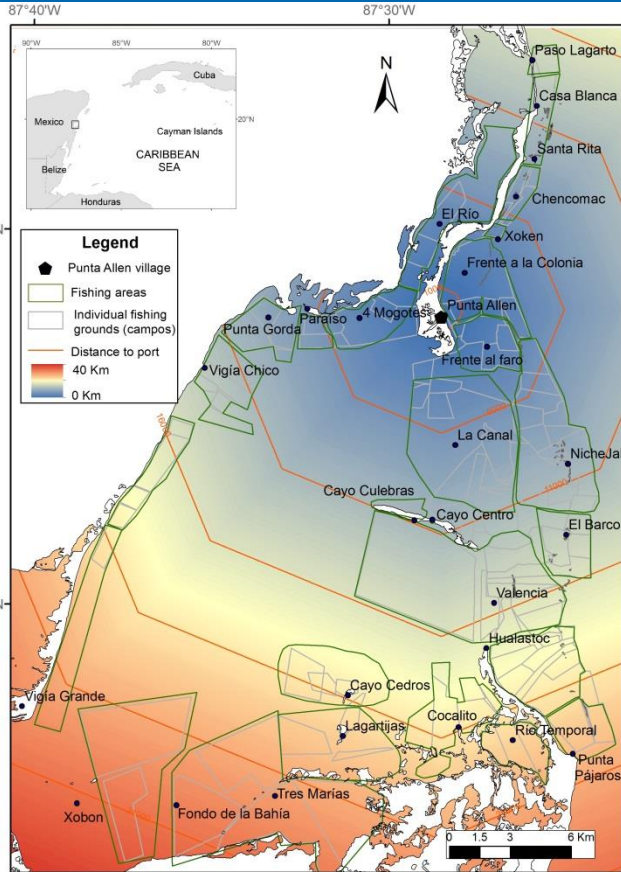 87°40'W
87°30'W
90°W
85°W
80°W
Cuba
20°N
Mexico
Cayman Islands
CARIBBEAN
SEA
Belize
Honduras
N
Paso Lagarto
Casa Blanca
Santa Rita
Chencomac
El Río
Xoken
Frente a la Colonia
Legend
Punta Allen village
Fishing areas
Individual fishing
grounds (campos)
Distance to port
40 Km
0 Km
Punta Allen
Paraíso
4 Mogotes
Punta Gorda
Frente al faro
Vigía Chico
16000
La Canal
NicheJal
11000
Cayo Culebras
Cayo Centro
El Barco
Valencia
Hualastoc
Cayo Cedros
Vigía Grande
Lagartijas
Cocalito
Río Temporal
Punta
Pájaros
Tres Marías
Xobon
Fondo de la Bahía
0 1.5 3 6 Km